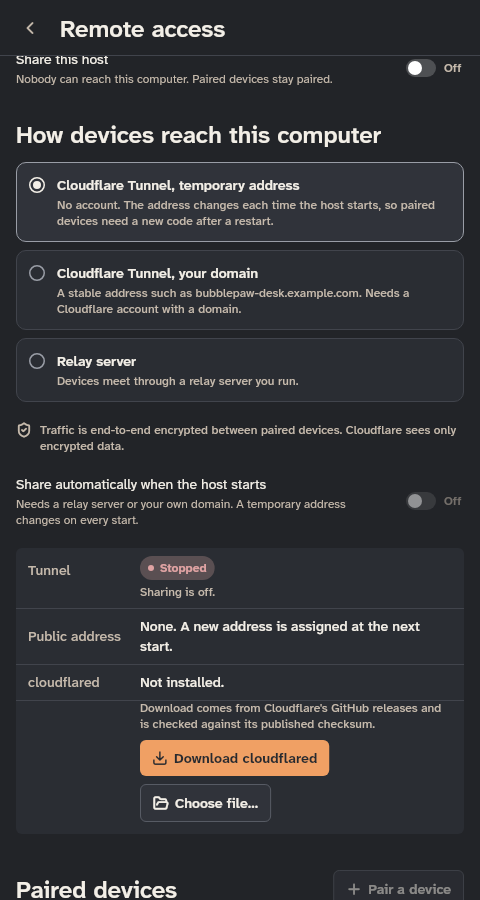 Remote access
Share this host
Nobody can reach this computer. Paired devices stay paired.
Off
How devices reach this computer
Cloudflare Tunnel, temporary address
No account. The address changes each time the host starts, so paired
devices need a new code after a restart.
Cloudflare Tunnel, your domain
A stable address such as bubblepaw-desk.example.com. Needs a
Cloudflare account with a domain.
Relay server
Devices meet through a relay server you run.
Traffic is end-to-end encrypted between paired devices. Cloudflare sees only
encrypted data.
Share automatically when the host starts
Needs a relay server or your own domain. A temporary address
changes on every start.
Off
Tunnel
Stopped
Sharing is off.
Public address
None. A new address is assigned at the next
start.
cloudflared
Not installed.
Download comes from Cloudflare's GitHub releases and
is checked against its published checksum.
Download cloudflared
Choose file...
Paired devices
Pair a device